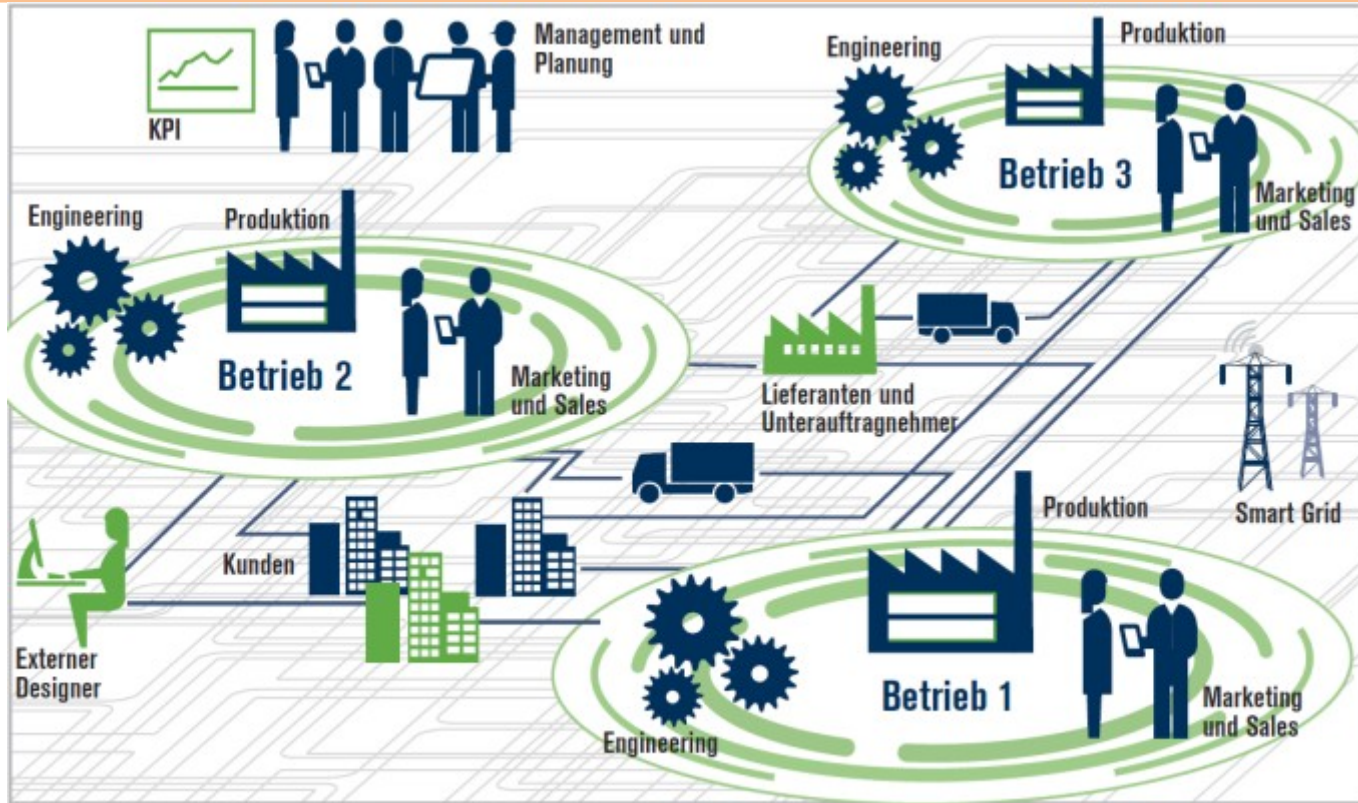 Management und
Planung
KPI
Engineering
Produktion
Betrieb 3
Marketing
und Sales
Engineering
Produktion
Betrieb 2
Marketing
und Sales
Lieferanten und
Unterauftragnehmer
Smart Grid
Kunden
Externer
Designer
Produktion
Betrieb 1
Engineering
Marketing
und Sales